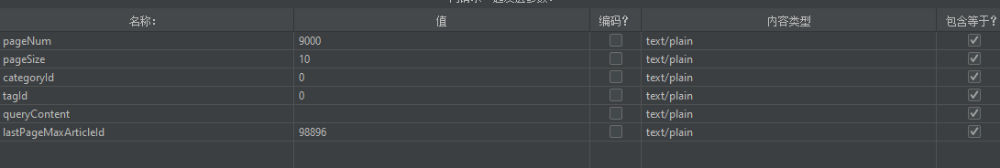 名称: 值 编码? 内容类型 包含等于?
pageNum 9000 text/plain
pageSize 10 text/plain
categoryId 0 text/plain
tagId 0 text/plain
queryContent text/plain
lastPageMaxArticleId 98896 text/plain